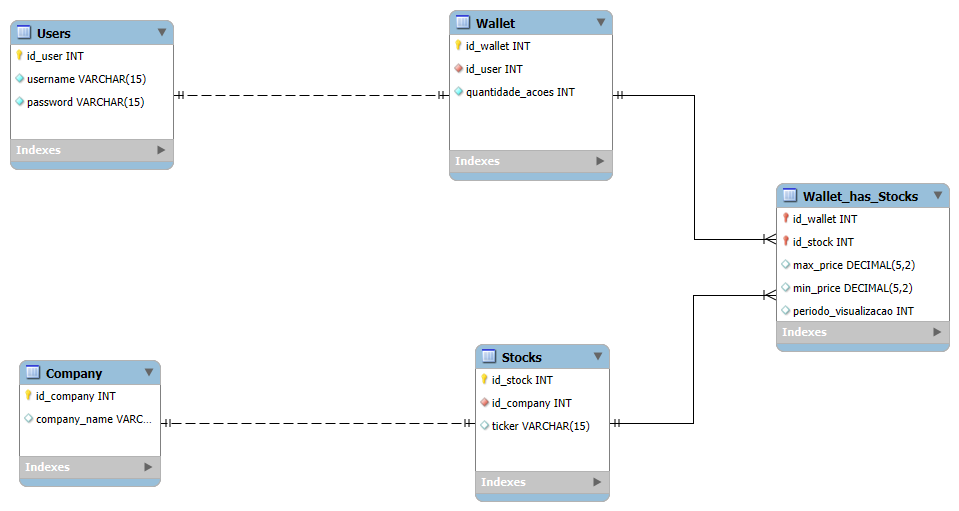 Users
id_user INT
username VARCHAR(15)
password VARCHAR(15)
Indexes
Wallet
id_wallet INT
id_user INT
quantidade_acoes INT
Indexes
Wallet_has_Stocks
id_wallet INT
id_stock INT
max_price DECIMAL(5,2)
min_price DECIMAL(5,2)
periodo_visualizacao INT
Indexes
Company
id_company INT
company_name VARC...
Indexes
Stocks
id_stock INT
id_company INT
ticker VARCHAR(15)
Indexes